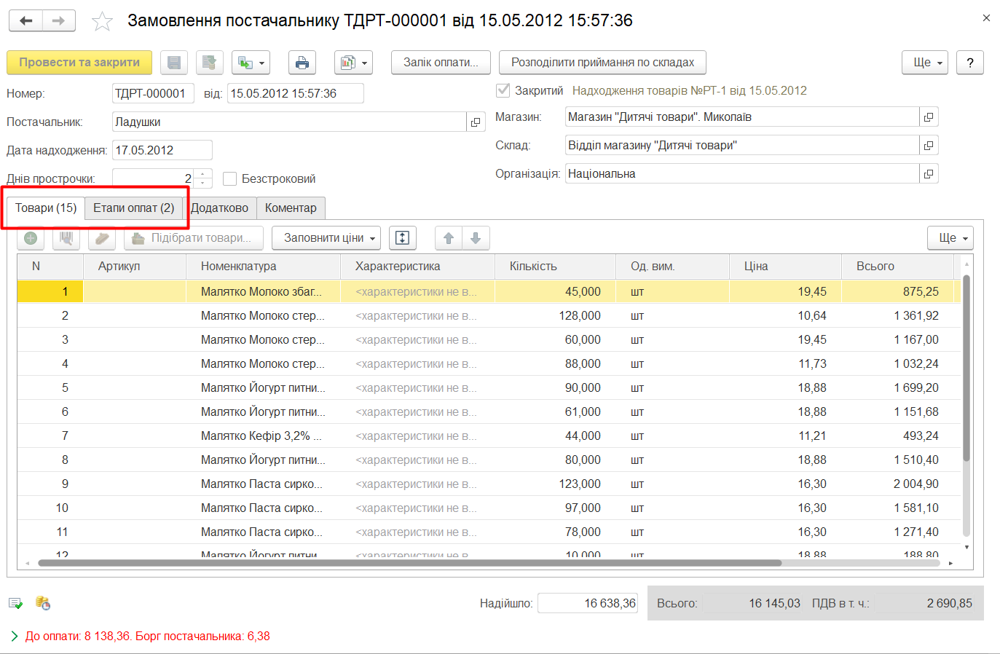 Замовлення постачальнику ТДРТ-000001 від 15.05.2012 15:57:36
Провести та закрити Залік оплати... Розподілити приймання по складах Ще ?
Номер: ТДРТ-000001 від: 15.05.2012 15:57:36 Закритий Надходження товарів №РТ-1 від 15.05.2012
Постачальник: Ладушки Магазин: Магазин "Дитячі товари". Миколаїв
Дата надходження: 17.05.2012 Склад: Відділ магазину "Дитячі товари"
Днів прострочки: 2 Безстроковий Організація: Національна
Товари (15) Етапи оплат (2) Додатково Коментар
Підібрати товари... Заповнити ціни Ще
N Артикул Номенклатура Характеристика Кількість Од. вим. Ціна Всього
1 Малятко Молоко збаг... <характеристики не в... 45,000 шт 19,45 875,25
2 Малятко Молоко стер... <характеристики не в... 128,000 шт 10,64 1 361,92
3 Малятко Молоко стер... <характеристики не в... 60,000 шт 19,45 1 167,00
4 Малятко Молоко стер... <характеристики не в... 88,000 шт 11,73 1 032,24
5 Малятко Йогурт питни... <характеристики не в... 90,000 шт 18,88 1 699,20
6 Малятко Йогурт питни... <характеристики не в... 61,000 шт 18,88 1 151,68
7 Малятко Кефір 3,2% ... <характеристики не в... 44,000 шт 11,21 493,24
8 Малятко Йогурт питни... <характеристики не в... 80,000 шт 18,88 1 510,40
9 Малятко Паста сирко... <характеристики не в... 123,000 шт 16,30 2 004,90
10 Малятко Паста сирко... <характеристики не в... 97,000 шт 16,30 1 581,10
11 Малятко Паста сирко... <характеристики не в... 78,000 шт 16,30 1 271,40
12 Малятко Йогурт питни... <характеристики не в... 10,000 шт 18,88 188,80
Надійшло: 16 638,36 Всього: 16 145,03 ПДВ в т. ч.: 2 690,85
До оплати: 8 138,36. Борг постачальника: 6,38